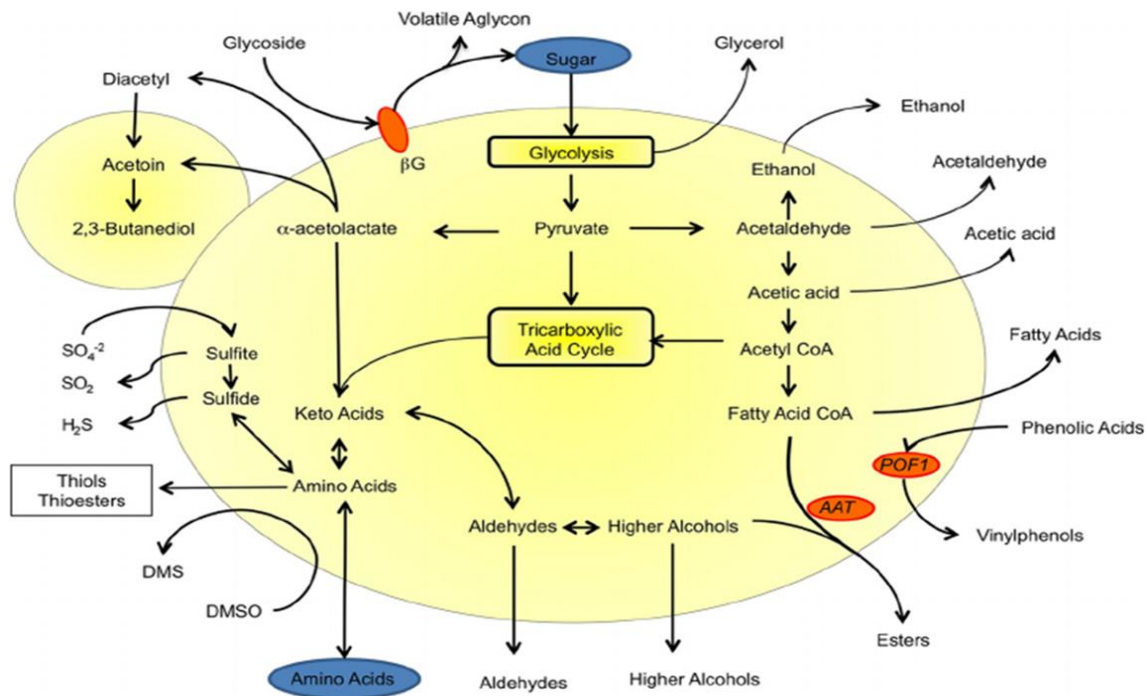 Volatile Aglycon
Glycoside
Sugar
Glycerol
Diacetyl
Ethanol
βG
Glycolysis
Ethanol
Acetaldehyde
Acetoin
2,3-Butanediol
α-acetolactate
Pyruvate
Acetaldehyde
Acetic acid
Acetic acid
Tricarboxylic
Acid Cycle
SO₄⁻²
Sulfite
Acetyl CoA
Fatty Acids
SO₂
Sulfide
H₂S
Keto Acids
Fatty Acid CoA
Phenolic Acids
POF1
Thiols
Thioesters
Amino Acids
AAT
Aldehydes
Higher Alcohols
Vinylphenols
DMS
DMSO
Esters
Amino Acids
Aldehydes
Higher Alcohols